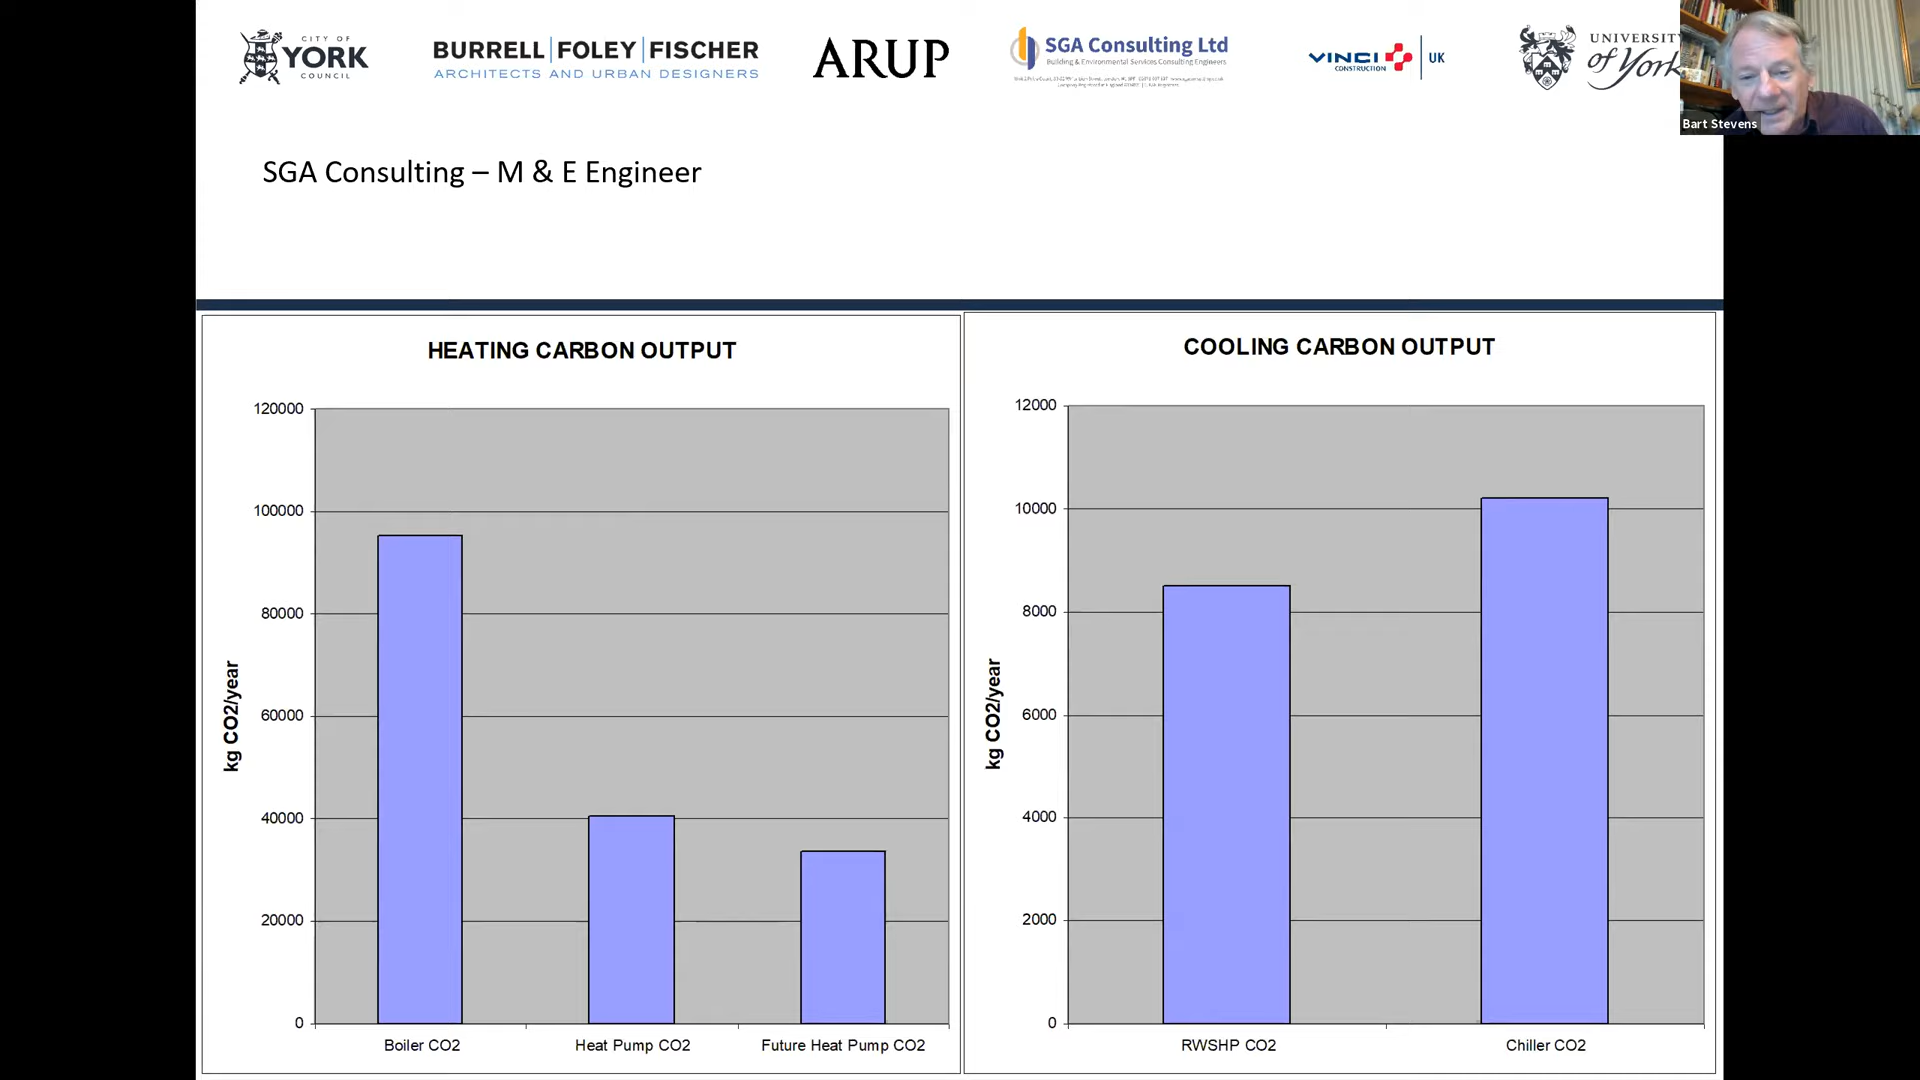 CITY OF
YORK
COUNCIL
BURRELL|FOLEY|FISCHER
ARCHITECTS AND URBAN DESIGNERS
ARUP
SGA Consulting Ltd
Building & Environmental Services Consulting Engineers
VINCI
CONSTRUCTION
UK
UNIVERSITY
of York
Bart Stevens
SGA Consulting – M & E Engineer
HEATING CARBON OUTPUT
120000
100000
80000
60000
40000
20000
0
kg CO2/year
Boiler CO2
Heat Pump CO2
Future Heat Pump CO2
COOLING CARBON OUTPUT
12000
10000
8000
6000
4000
2000
0
kg CO2/year
RWSHP CO2
Chiller CO2